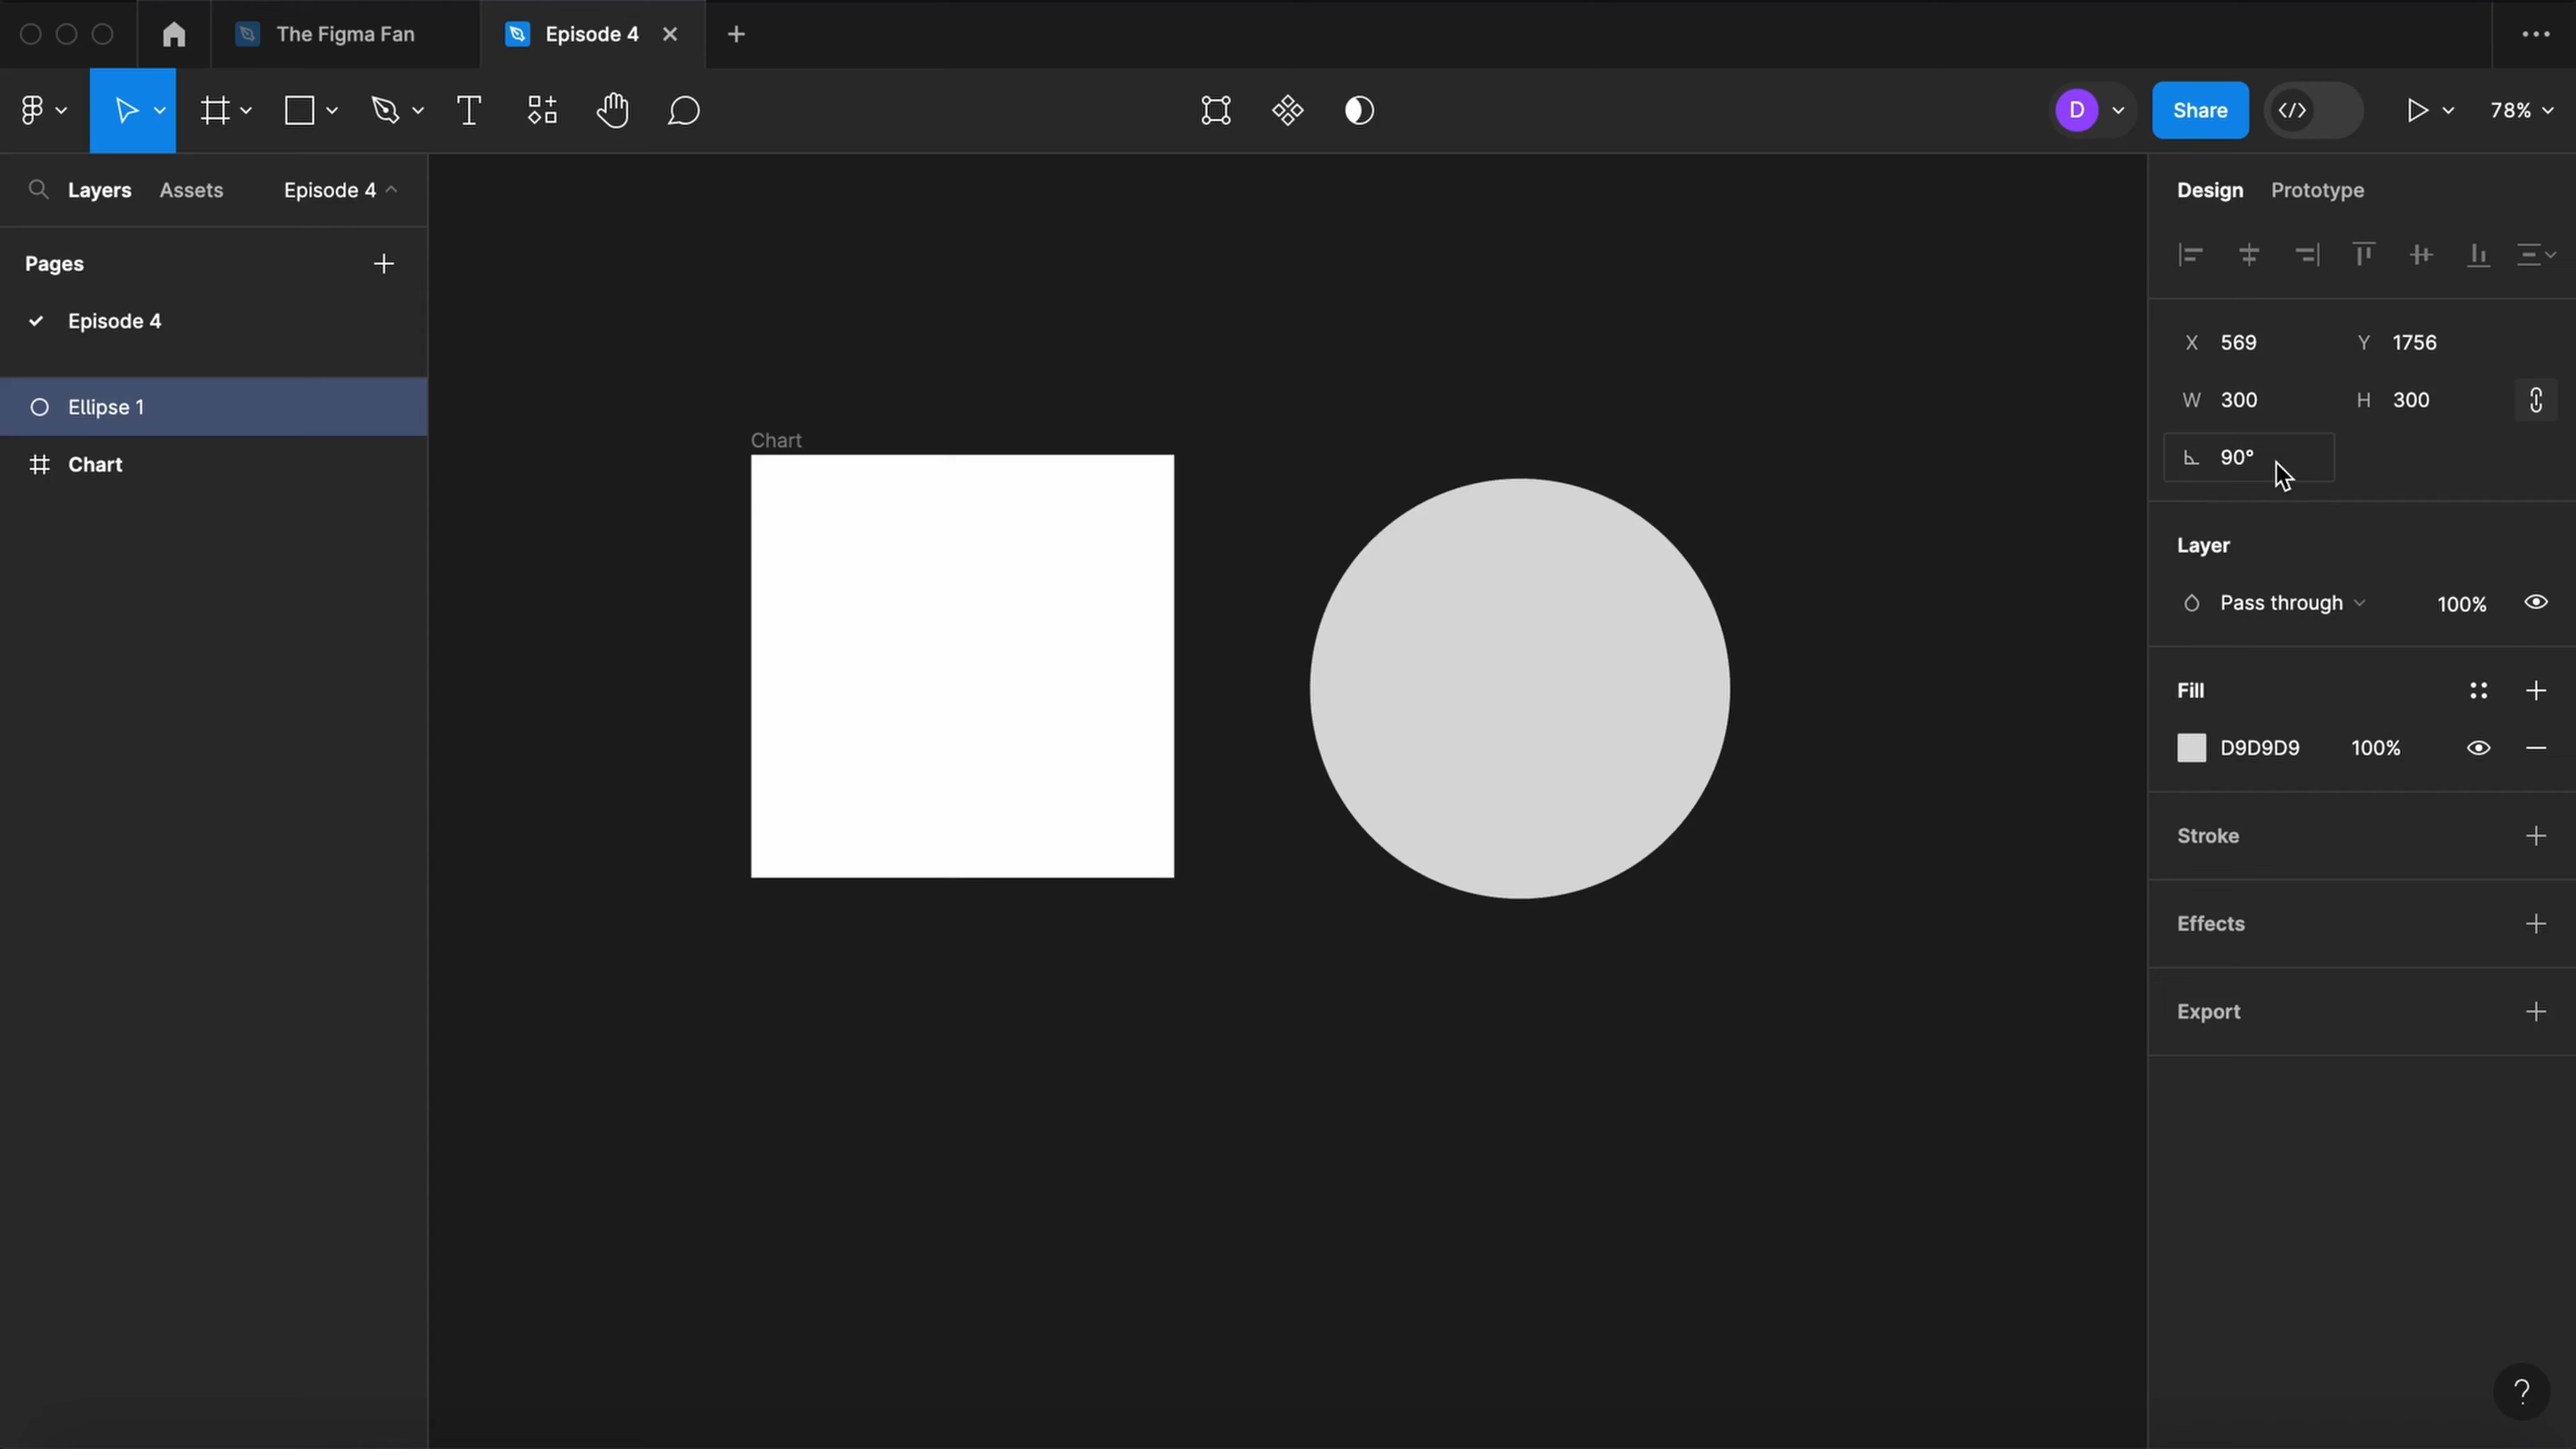 The Figma Fan
Episode 4
D
Share
78%
Layers
Assets
Episode 4
Pages
Episode 4
Ellipse 1
Chart
Chart
Design
Prototype
X 569 Y 1756
W 300 H 300
90°
Layer
Pass through 100%
Fill
D9D9D9 100%
Stroke
Effects
Export
?